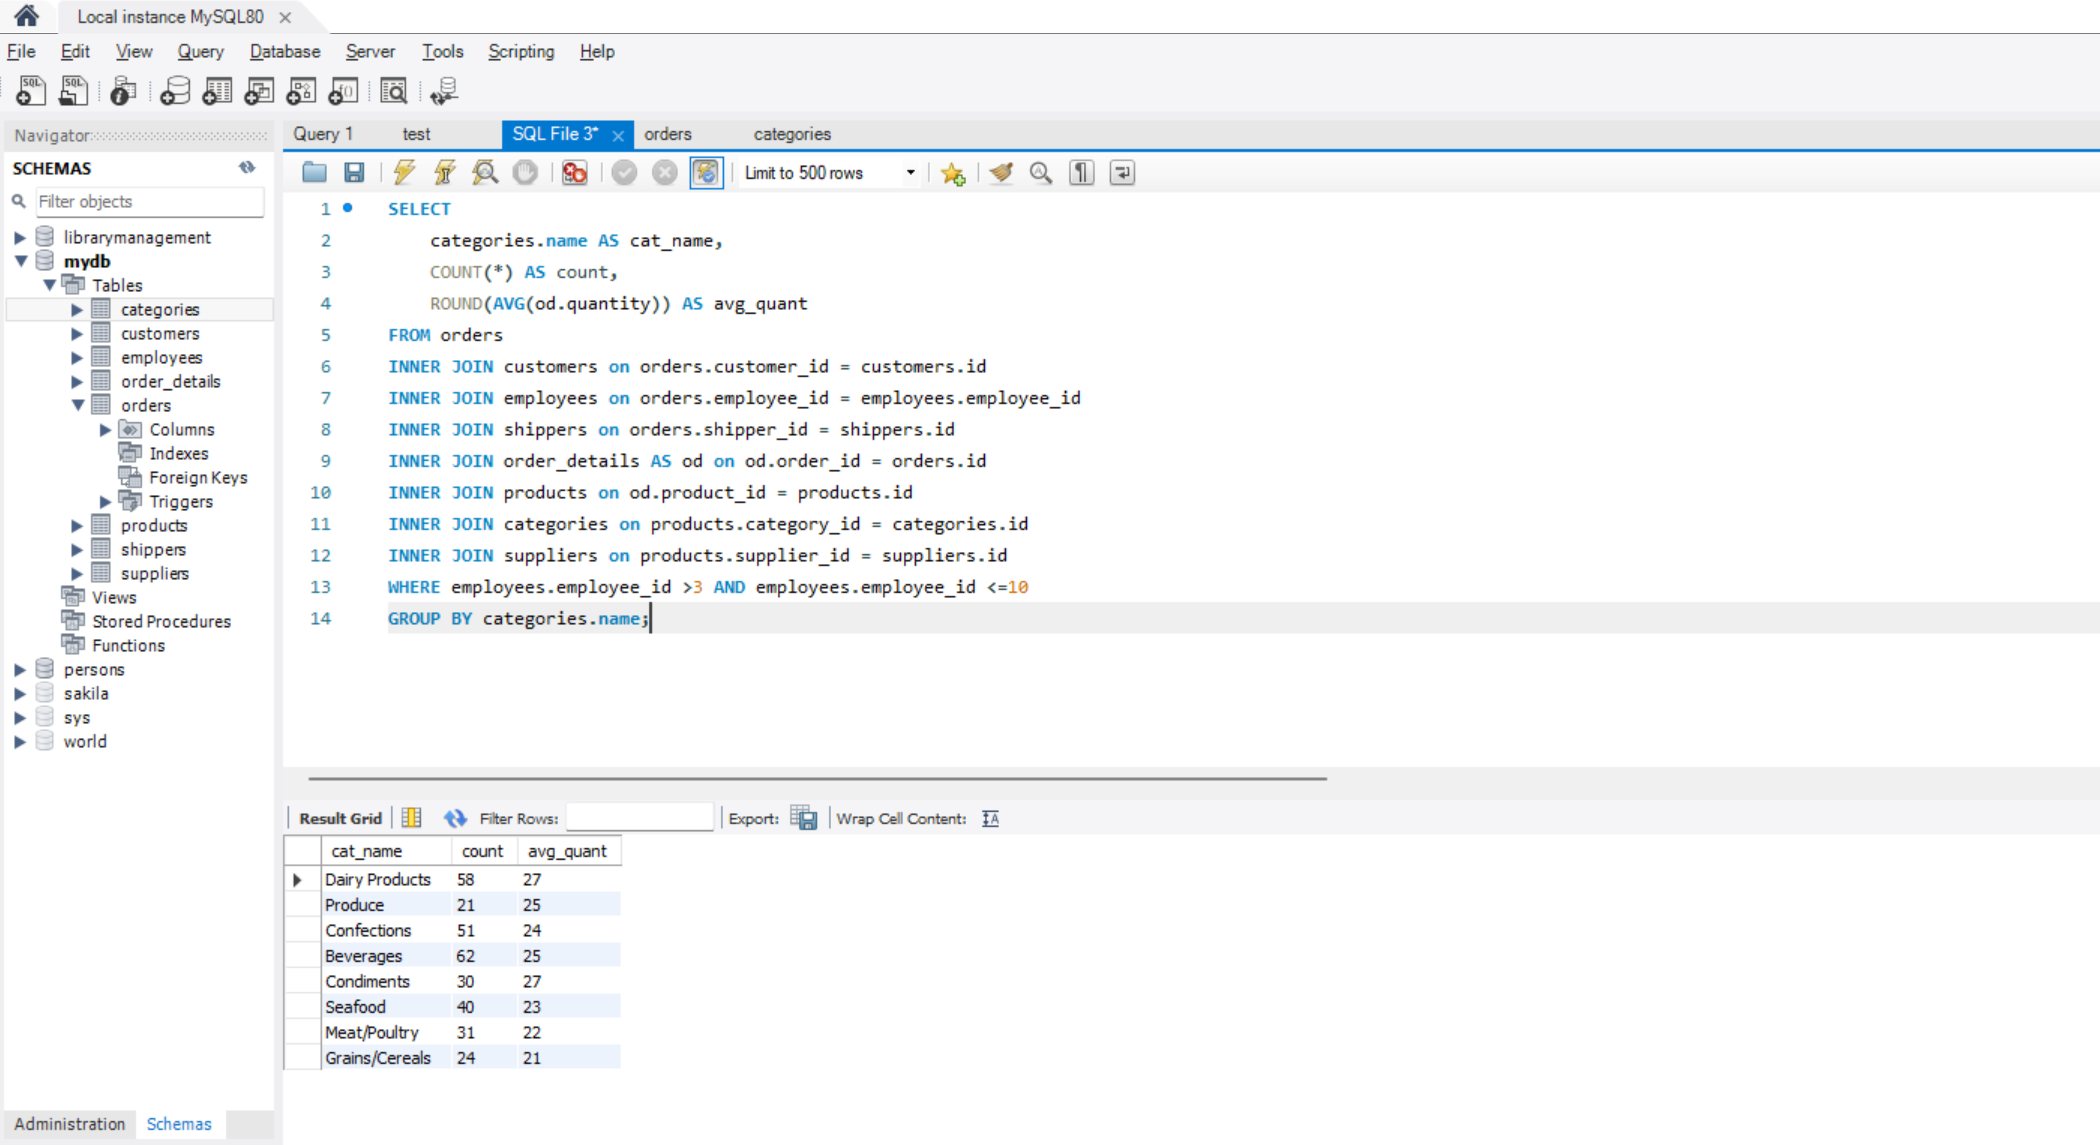 Local instance MySQL80
File Edit View Query Database Server Tools Scripting Help
Navigator
SCHEMAS
Filter objects
librarymanagement
mydb
Tables
categories
customers
employees
order_details
orders
Columns
Indexes
Foreign Keys
Triggers
products
shippers
suppliers
Views
Stored Procedures
Functions
persons
sakila
sys
world
Administration Schemas
Query 1 test SQL File 3* orders categories
Limit to 500 rows
1 SELECT
2 categories.name AS cat_name,
3 COUNT(*) AS count,
4 ROUND(AVG(od.quantity)) AS avg_quant
5 FROM orders
6 INNER JOIN customers on orders.customer_id = customers.id
7 INNER JOIN employees on orders.employee_id = employees.employee_id
8 INNER JOIN shippers on orders.shipper_id = shippers.id
9 INNER JOIN order_details AS od on od.order_id = orders.id
10 INNER JOIN products on od.product_id = products.id
11 INNER JOIN categories on products.category_id = categories.id
12 INNER JOIN suppliers on products.supplier_id = suppliers.id
13 WHERE employees.employee_id >3 AND employees.employee_id <=10
14 GROUP BY categories.name;
Result Grid Filter Rows: Export: Wrap Cell Content:
cat_name count avg_quant
Dairy Products 58 27
Produce 21 25
Confections 51 24
Beverages 62 25
Condiments 30 27
Seafood 40 23
Meat/Poultry 31 22
Grains/Cereals 24 21